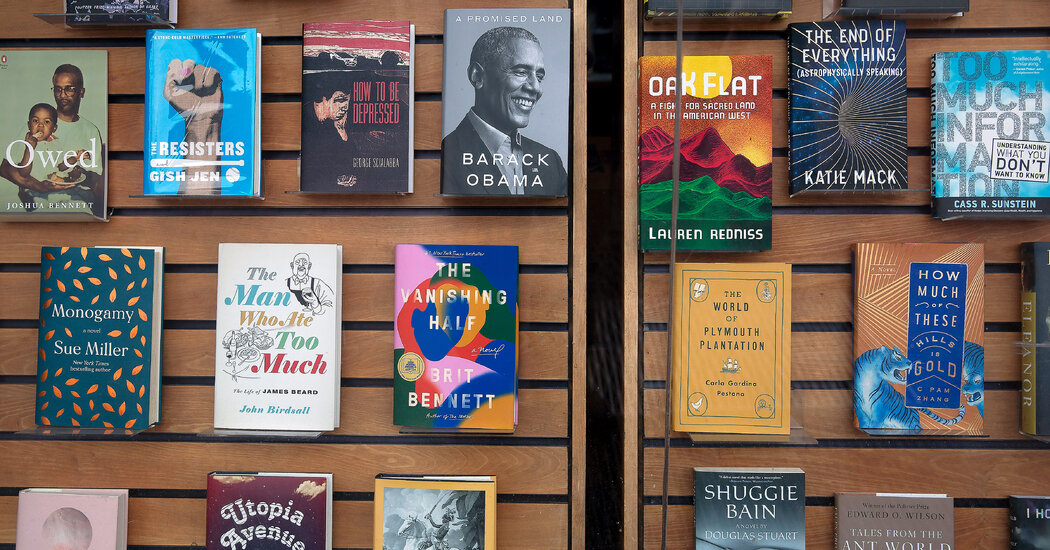 Owed
JOSHUA BENNETT
THE
RESISTERS
a novel
GISH JEN
HOW TO BE
DEPRESSED
GEORGE SCIALABBA
A PROMISED LAND
BARACK
OBAMA
OAK FLAT
A FIGHT FOR SACRED LAND
IN THE AMERICAN WEST
LAUREN REDNISS
THE END OF
EVERYTHING
(ASTROPHYSICALLY SPEAKING)
KATIE MACK
TOO
MUCH
INFOR
MATION
UNDERSTANDING
WHAT YOU
DON'T
WANT TO KNOW
CASS R. SUNSTEIN
Monogamy
a novel
Sue Miller
New York Times
bestselling author
The
Man
Who Ate
Too
Much
The Life of JAMES BEARD
John Birdsall
THE
VANISHING
HALF
a Novel
BRIT
BENNETT
THE
WORLD
OF
PLYMOUTH
PLANTATION
Carla Gardina
Pestana
A Novel
HOW
MUCH
OF
THESE
HILLS
IS
GOLD
C PAM
ZHANG
ELEANOR
Utopia
Avenue
SHUGGIE
BAIN
A NOVEL BY
DOUGLAS STUART
EDWARD O. WILSON
TALES FROM THE
ANT WORLD
I HO